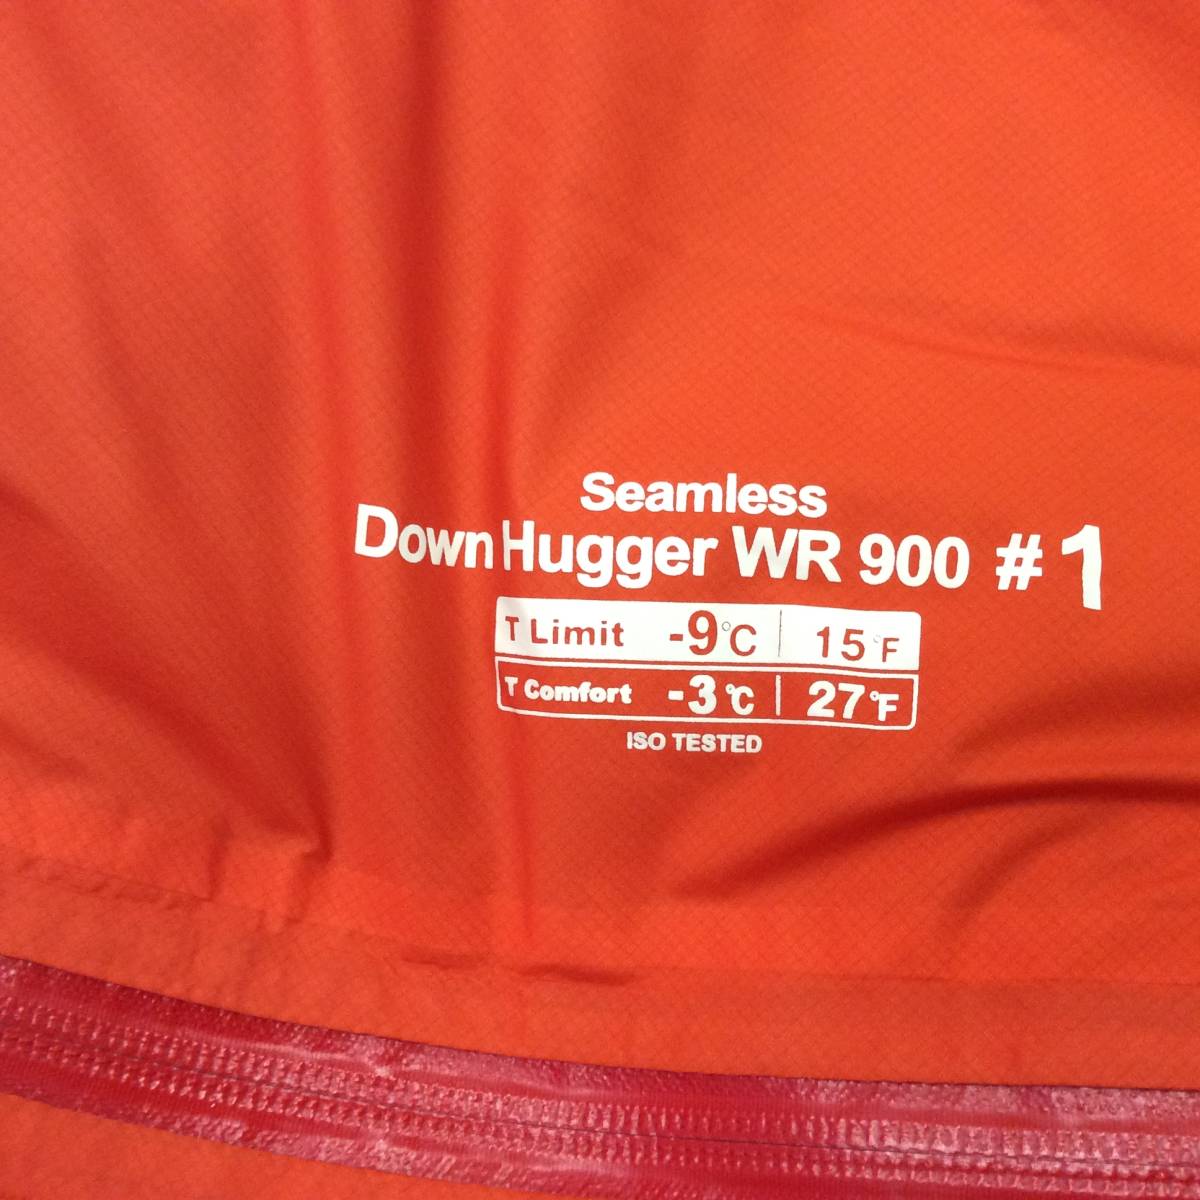 Seamless
Down Hugger WR 900 #1
T Limit -9°C | 15°F
T Comfort -3°C | 27°F
ISO TESTED